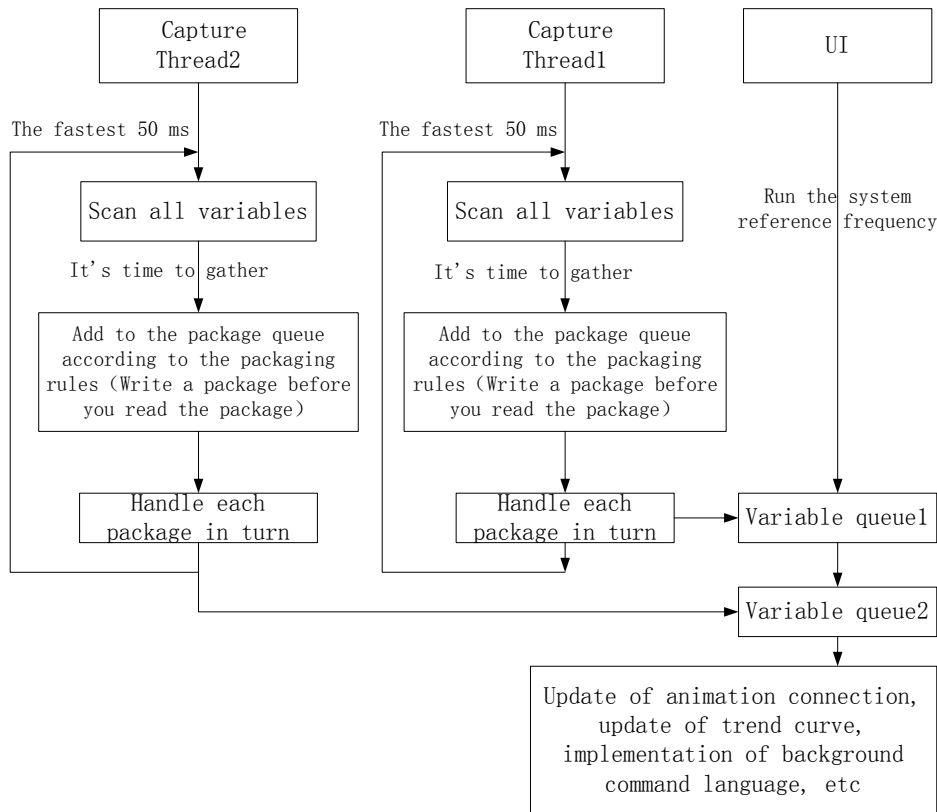 Capture
Thread2
Capture
Thread1
UI
The fastest 50 ms
The fastest 50 ms
Scan all variables
Scan all variables
Run the system
reference frequency
It's time to gather
It's time to gather
Add to the package queue
according to the packaging
rules（Write a package before
you read the package）
Add to the package queue
according to the packaging
rules（Write a package before
you read the package）
Handle each
package in turn
Handle each
package in turn
Variable queue1
Variable queue2
Update of animation connection,
update of trend curve,
implementation of background
command language, etc